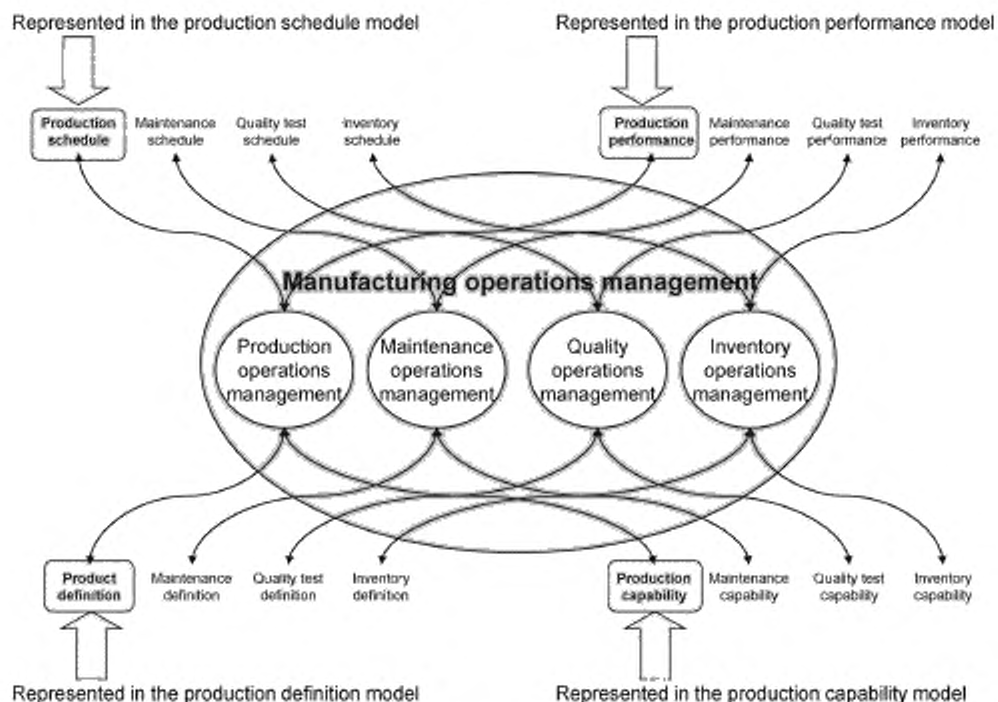 Represented in the production schedule model
Represented in the production performance model
Production
schedule
Maintenance
schedule
Quality test
schedule
Inventory
schedule
Production
performance
Maintenance
performance
Quality test
performance
Inventory
performance
Manufacturing operations management
Production
operations
management
Maintenance
operations
management
Quality
operations
management
Inventory
operations
management
Product
definition
Maintenance
definition
Quality test
definition
Inventory
definition
Production
capability
Maintenance
capability
Quality test
capability
Inventory
capability
Represented in the production definition model
Represented in the production capability model